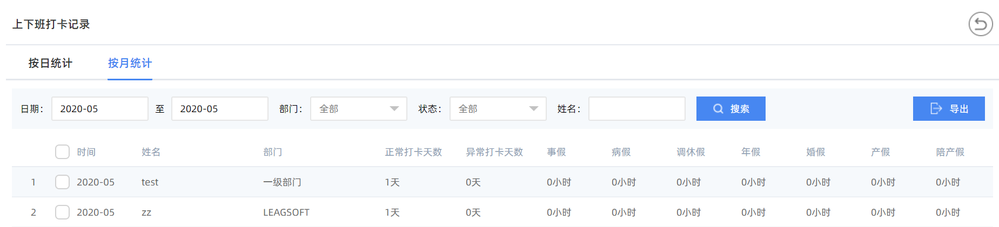 上下班打卡记录
按日统计 按月统计
日期： 2020-05 至 2020-05 部门： 全部 状态： 全部 姓名： 搜索 导出
时间 姓名 部门 正常打卡天数 异常打卡天数 事假 病假 调休假 年假 婚假 产假 陪产假
1 2020-05 test 一级部门 1天 0天 0小时 0小时 0小时 0小时 0小时 0小时 0小时
2 2020-05 zz LEAGSOFT 1天 0天 0小时 0小时 0小时 0小时 0小时 0小时 0小时